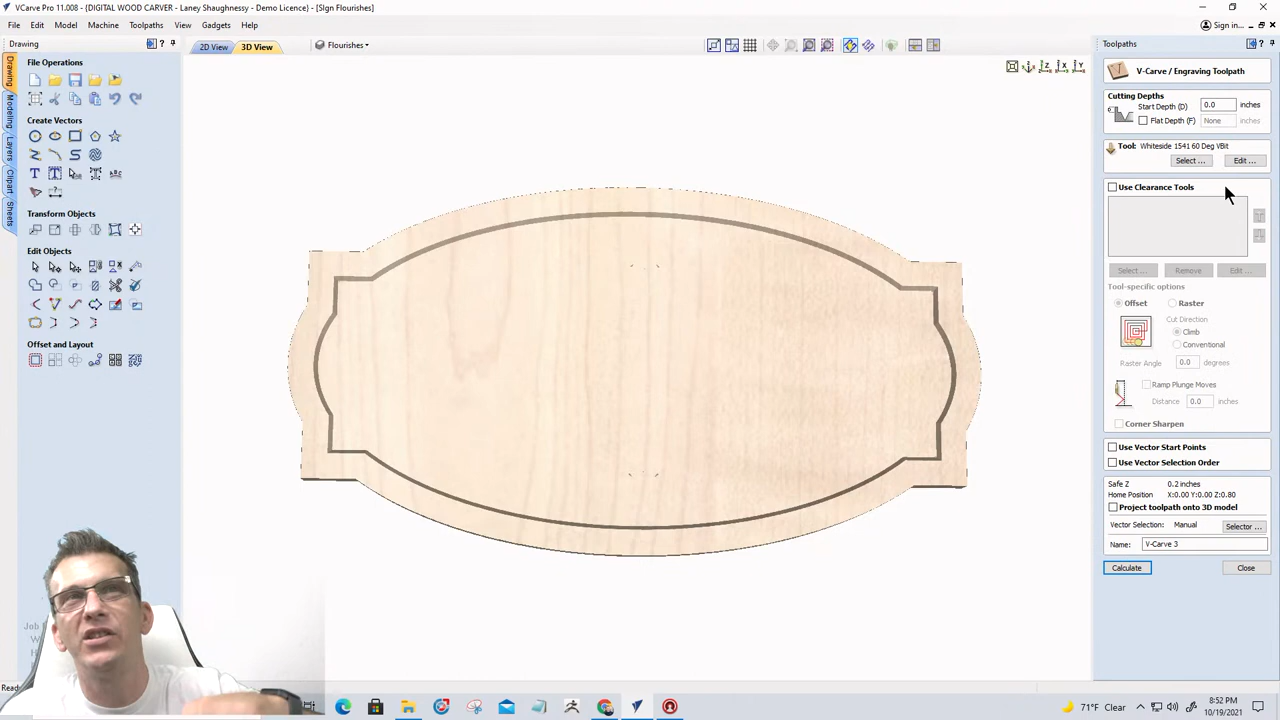 VCarve Pro 11.008 - {DIGITAL WOOD CARVER - Laney Shaughnessy - Demo Licence} - [SIgn Flourishes]
File Edit Model Machine Toolpaths View Gadgets Help
Sign in...
Drawing
2D View 3D View Flourishes
Toolpaths
Drawing
Modeling
Layers
Clipart
Sheets
File Operations
Create Vectors
Transform Objects
Edit Objects
Offset and Layout
V-Carve / Engraving Toolpath
Cutting Depths
Start Depth (D) 0.0 inches
Flat Depth (F) None inches
Tool: Whiteside 1541 60 Deg VBit
Select ... Edit ...
Use Clearance Tools
Select ... Remove Edit ...
Tool-specific options
Offset Raster
Cut Direction
Climb
Conventional
Raster Angle 0.0 degrees
Ramp Plunge Moves
Distance 0.0 inches
Corner Sharpen
Use Vector Start Points
Use Vector Selection Order
Safe Z 0.2 inches
Home Position X:0.00 Y:0.00 Z:0.80
Project toolpath onto 3D model
Vector Selection: Manual Selector ...
Name: V-Carve 3
Calculate Close
Job
W
H
Read
71°F Clear
8:52 PM
10/19/2021